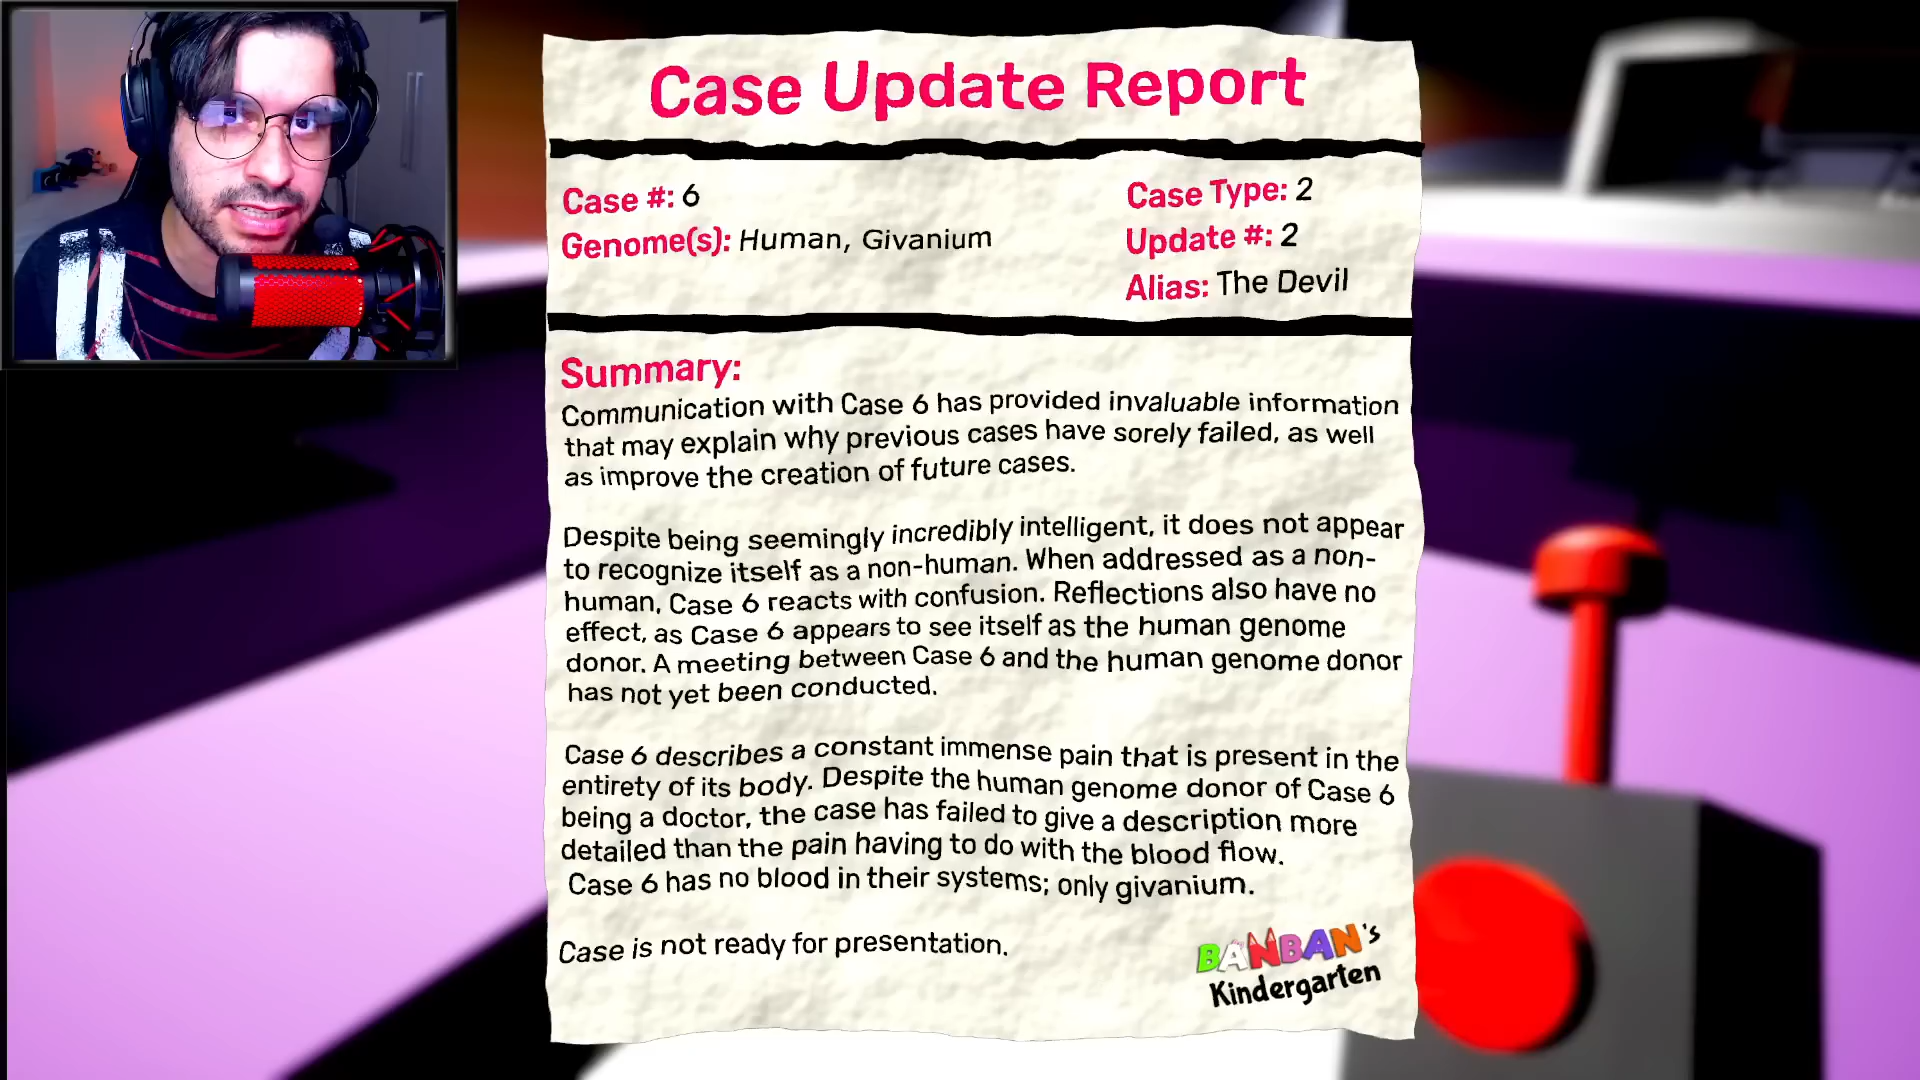 Case Update Report
Case #: 6
Case Type: 2
Genome(s): Human, Givanium
Update #: 2
Alias: The Devil
Summary:
Communication with Case 6 has provided invaluable information
that may explain why previous cases have sorely failed, as well
as improve the creation of future cases.
Despite being seemingly incredibly intelligent, it does not appear
to recognize itself as a non-human. When addressed as a non-
human, Case 6 reacts with confusion. Reflections also have no
effect, as Case 6 appears to see itself as the human genome
donor. A meeting between Case 6 and the human genome donor
has not yet been conducted.
Case 6 describes a constant immense pain that is present in the
entirety of its body. Despite the human genome donor of Case 6
being a doctor, the case has failed to give a description more
detailed than the pain having to do with the blood flow.
Case 6 has no blood in their systems; only givanium.
Case is not ready for presentation.
BANBAN's
Kindergarten